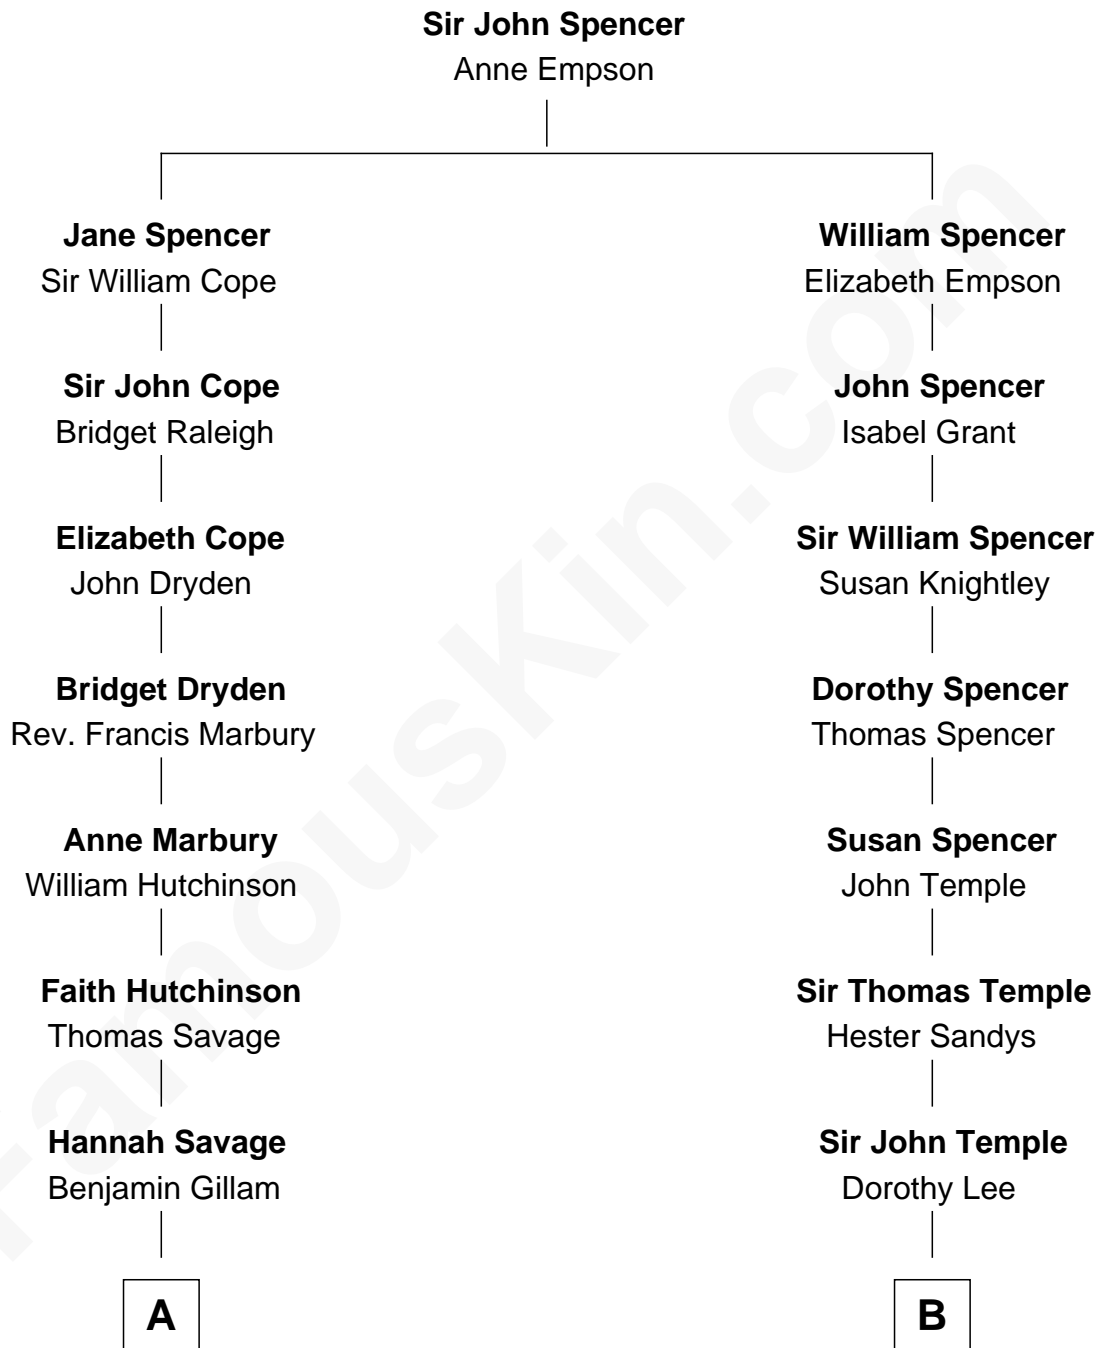 Sir John Spencer
Anne Empson
Jane Spencer
Sir William Cope
William Spencer
Elizabeth Empson
Sir John Cope
Bridget Raleigh
John Spencer
Isabel Grant
Elizabeth Cope
John Dryden
Sir William Spencer
Susan Knightley
Bridget Dryden
Rev. Francis Marbury
Dorothy Spencer
Thomas Spencer
Anne Marbury
William Hutchinson
Susan Spencer
John Temple
Faith Hutchinson
Thomas Savage
Sir Thomas Temple
Hester Sandys
Hannah Savage
Benjamin Gillam
Sir John Temple
Dorothy Lee
A
B
FamousKin.com